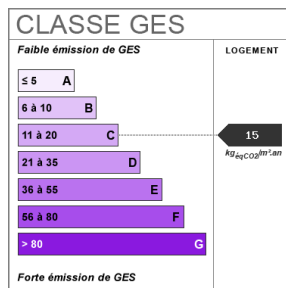 CLASSE GES
Faible émission de GES
LOGEMENT
≤ 5 A
6 à 10 B
11 à 20 C
15
kgéqCO2/m².an
21 à 35 D
36 à 55 E
56 à 80 F
> 80 G
Forte émission de GES